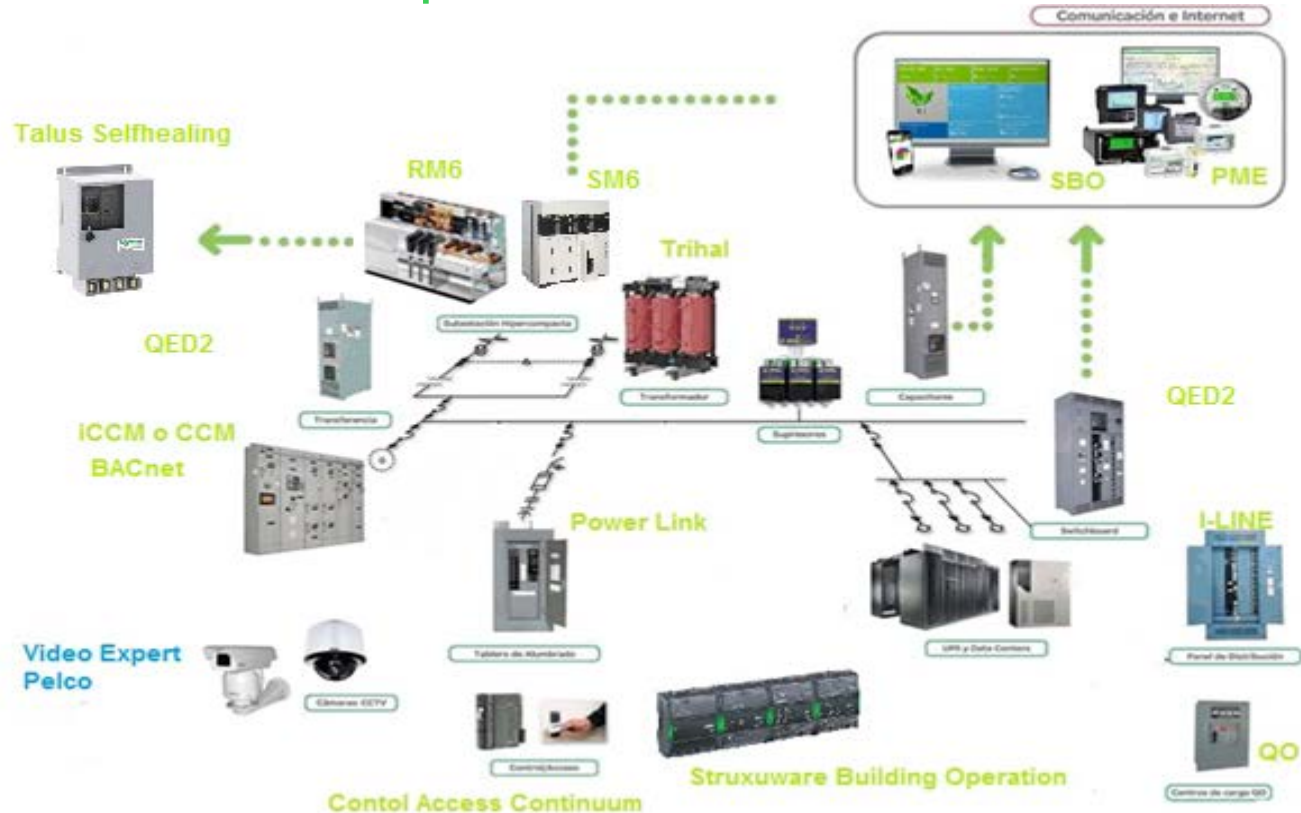 Comunicación e Internet
Talus Selfhealing
RM6
SM6
SBO
PME
Trihal
Subestación Hipercompacta
QED2
Transferencia
Transformador
Capacitores
Supresores
QED2
iCCM o CCM
BACnet
Power Link
Switchboard
I-LINE
Video Expert
Pelco
Cámaras CCTV
Tablero de Alumbrado
UPS y Data Centers
Panel de Distribución
Control/Acceso
Struxuware Building Operation
QO
Contol Access Continuum
Centros de carga QO